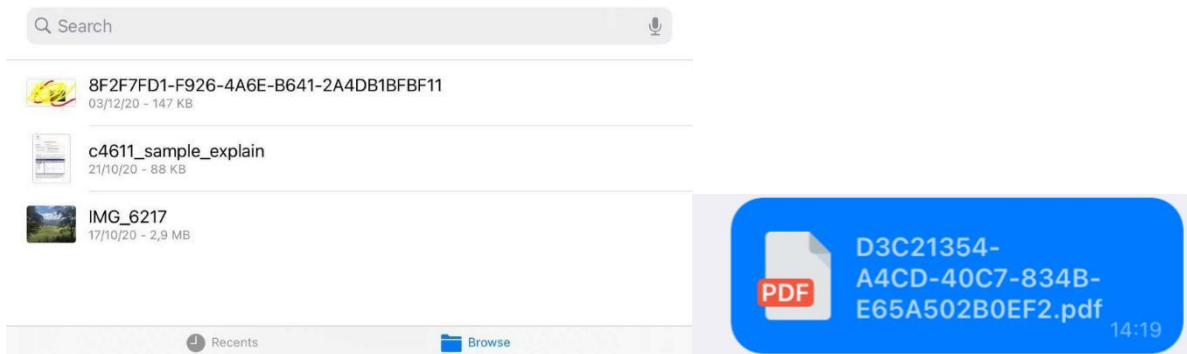 Search
8F2F7FD1-F926-4A6E-B641-2A4DB1BFBF11
03/12/20 - 147 KB
c4611_sample_explain
21/10/20 - 88 KB
IMG_6217
17/10/20 - 2,9 MB
Recents
Browse
PDF
D3C21354-
A4CD-40C7-834B-
E65A502B0EF2.pdf
14:19